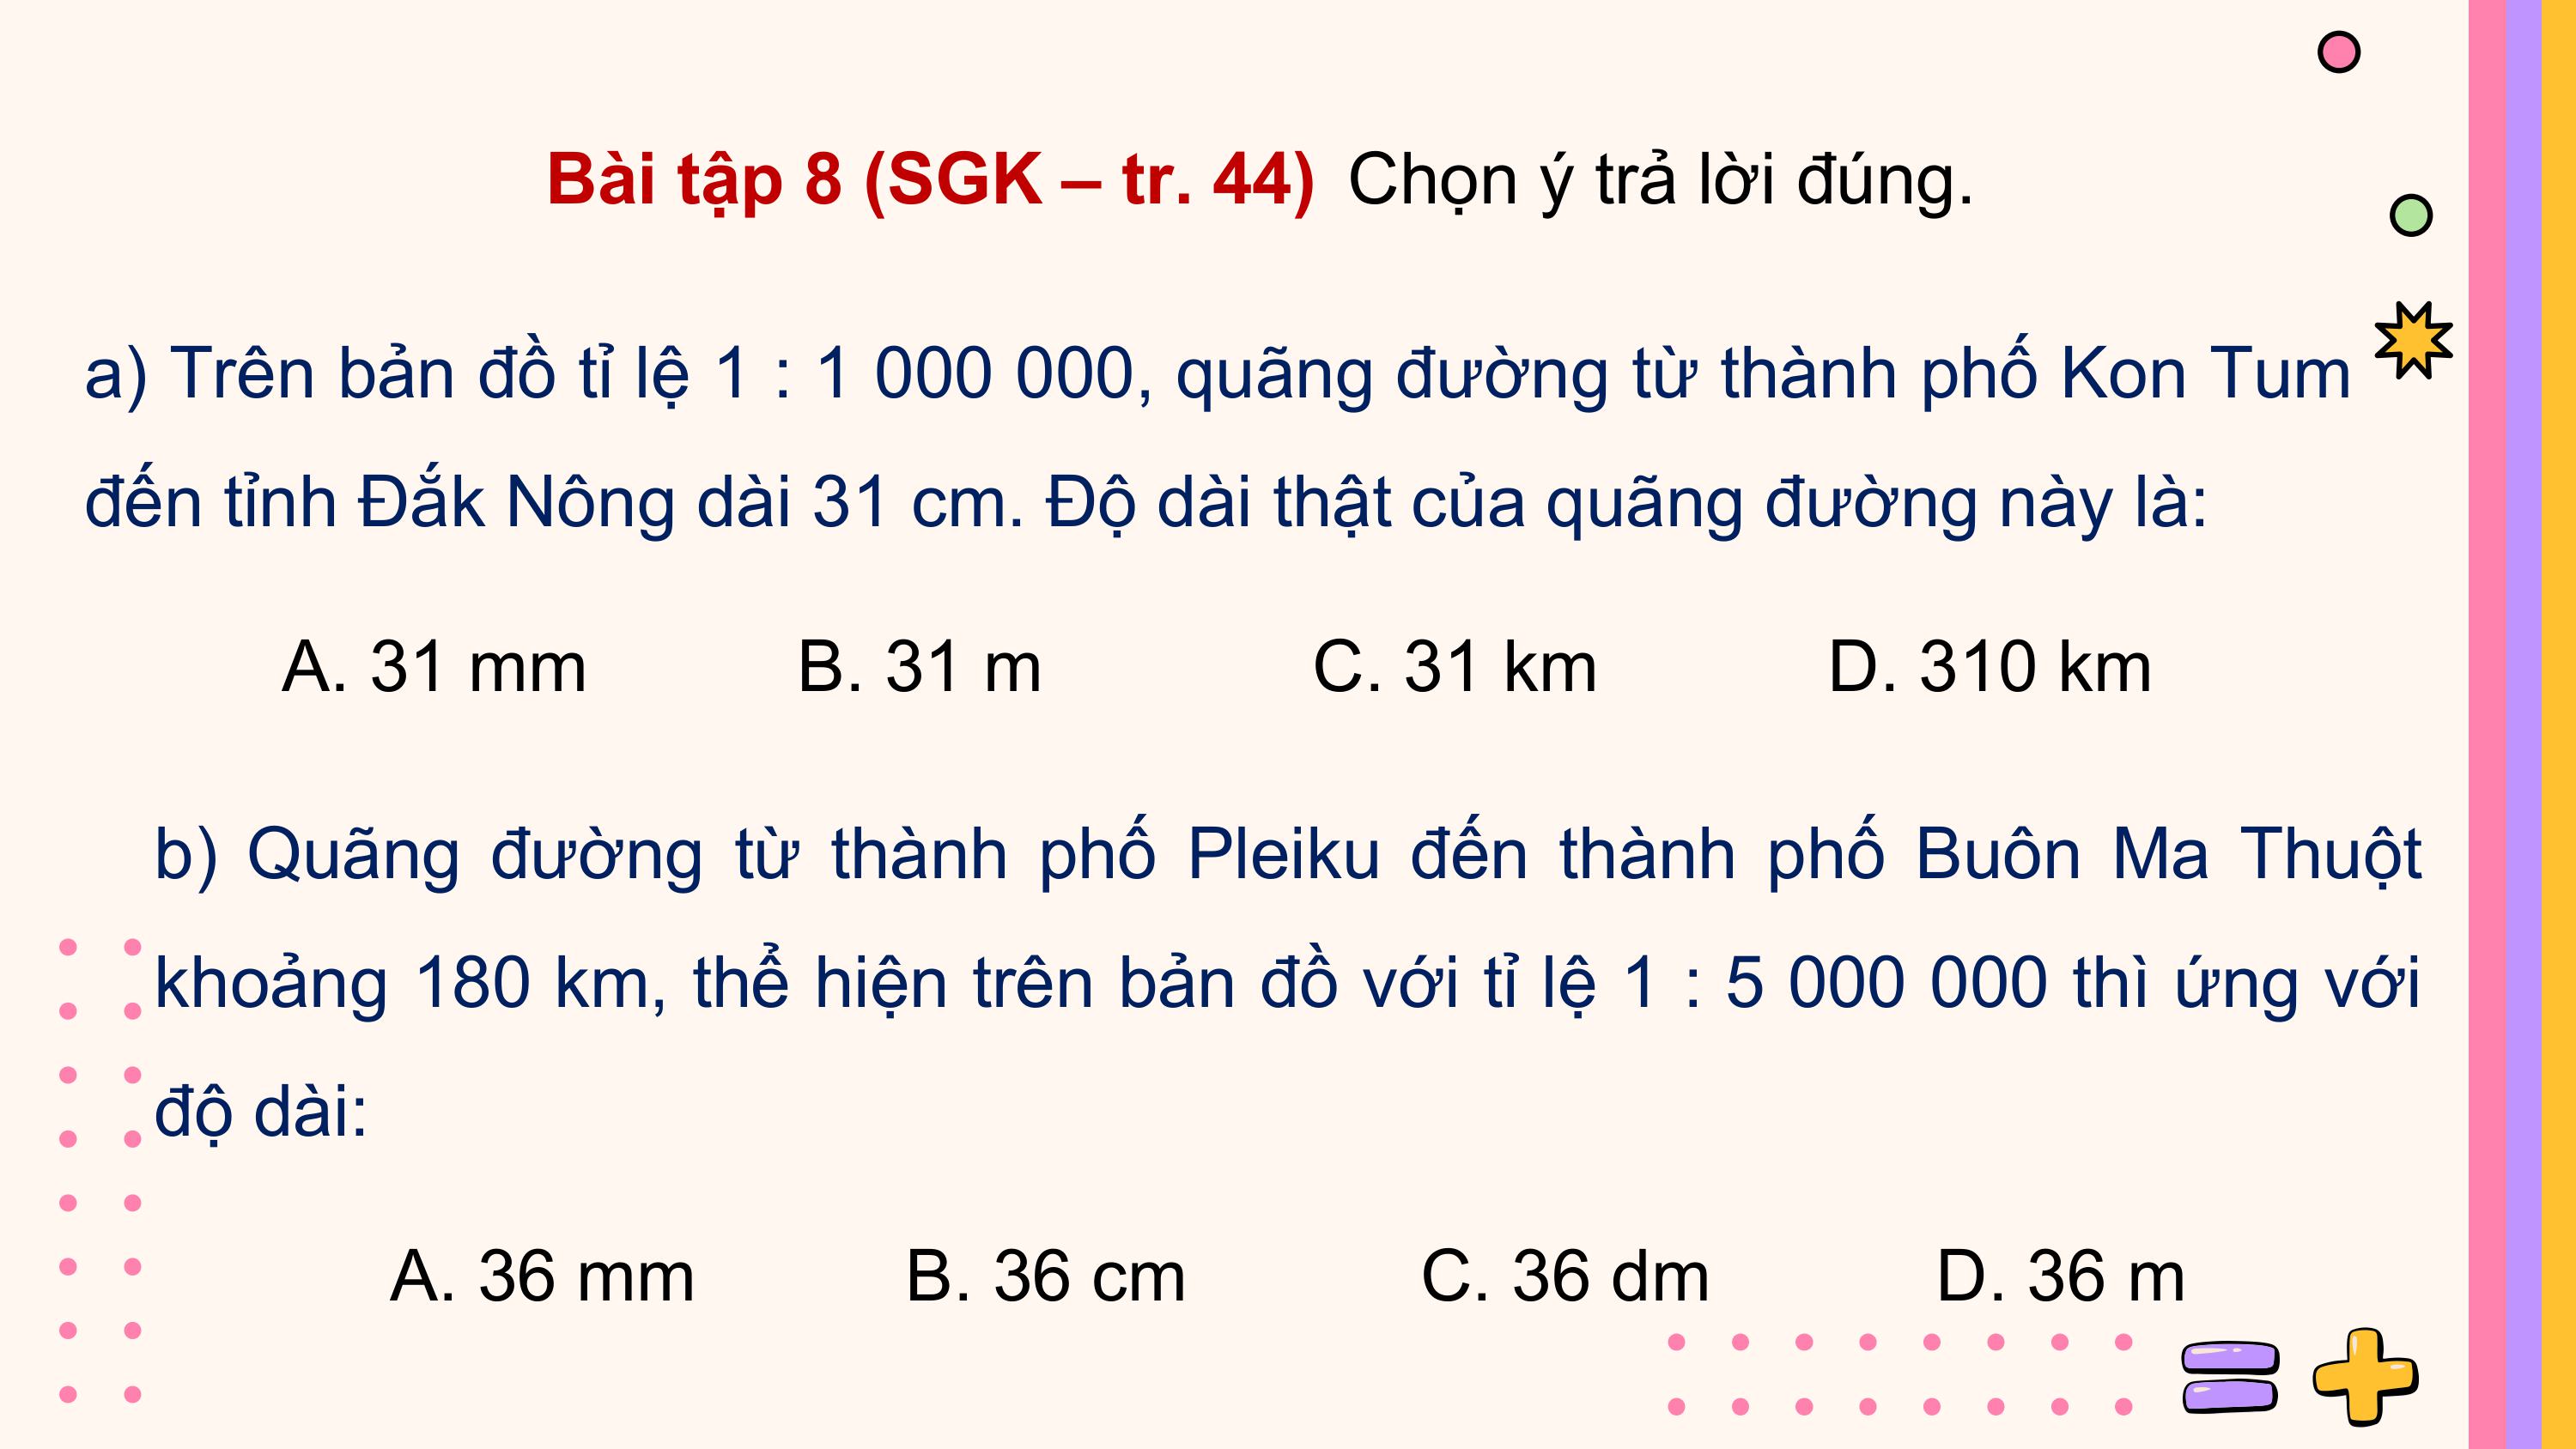 Bài tập 8 (SGK – tr. 44) Chọn ý trả lời đúng.
a) Trên bản đồ tỉ lệ 1 : 1 000 000, quãng đường từ thành phố Kon Tum
đến tỉnh Đắk Nông dài 31 cm. Độ dài thật của quãng đường này là:
A. 31 mm B. 31 m C. 31 km D. 310 km
b) Quãng đường từ thành phố Pleiku đến thành phố Buôn Ma Thuột
khoảng 180 km, thể hiện trên bản đồ với tỉ lệ 1 : 5 000 000 thì ứng với
độ dài:
A. 36 mm B. 36 cm C. 36 dm D. 36 m